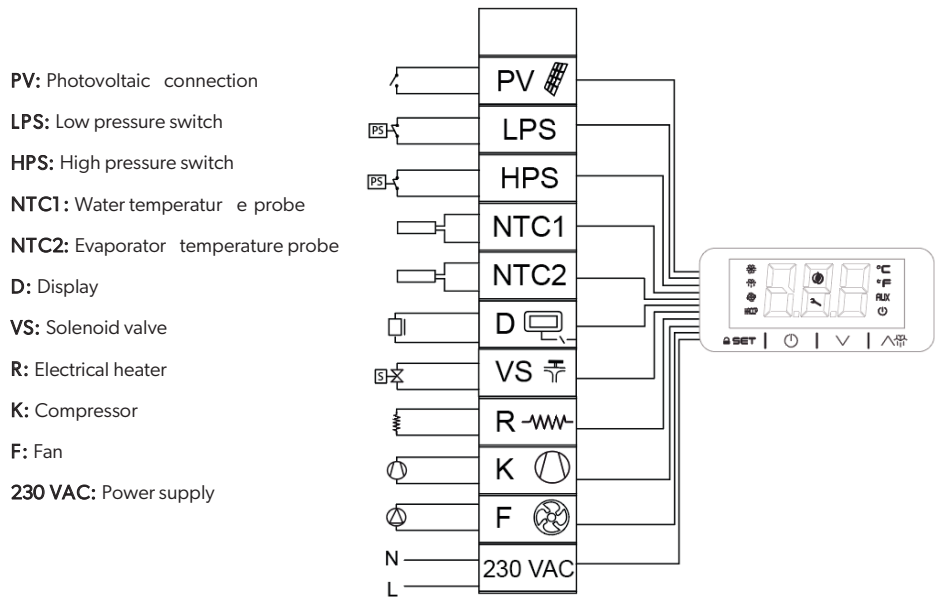 PV: Photovoltaic connection
LPS: Low pressure switch
HPS: High pressure switch
NTC1: Water temperatur e probe
NTC2: Evaporator temperature probe
D: Display
VS: Solenoid valve
R: Electrical heater
K: Compressor
F: Fan
230 VAC: Power supply
PV
PS LPS
PS HPS
NTC1
NTC2
D
S VS
R
K
F
N
230 VAC
L
°C
°F
HACCP AUX
SET